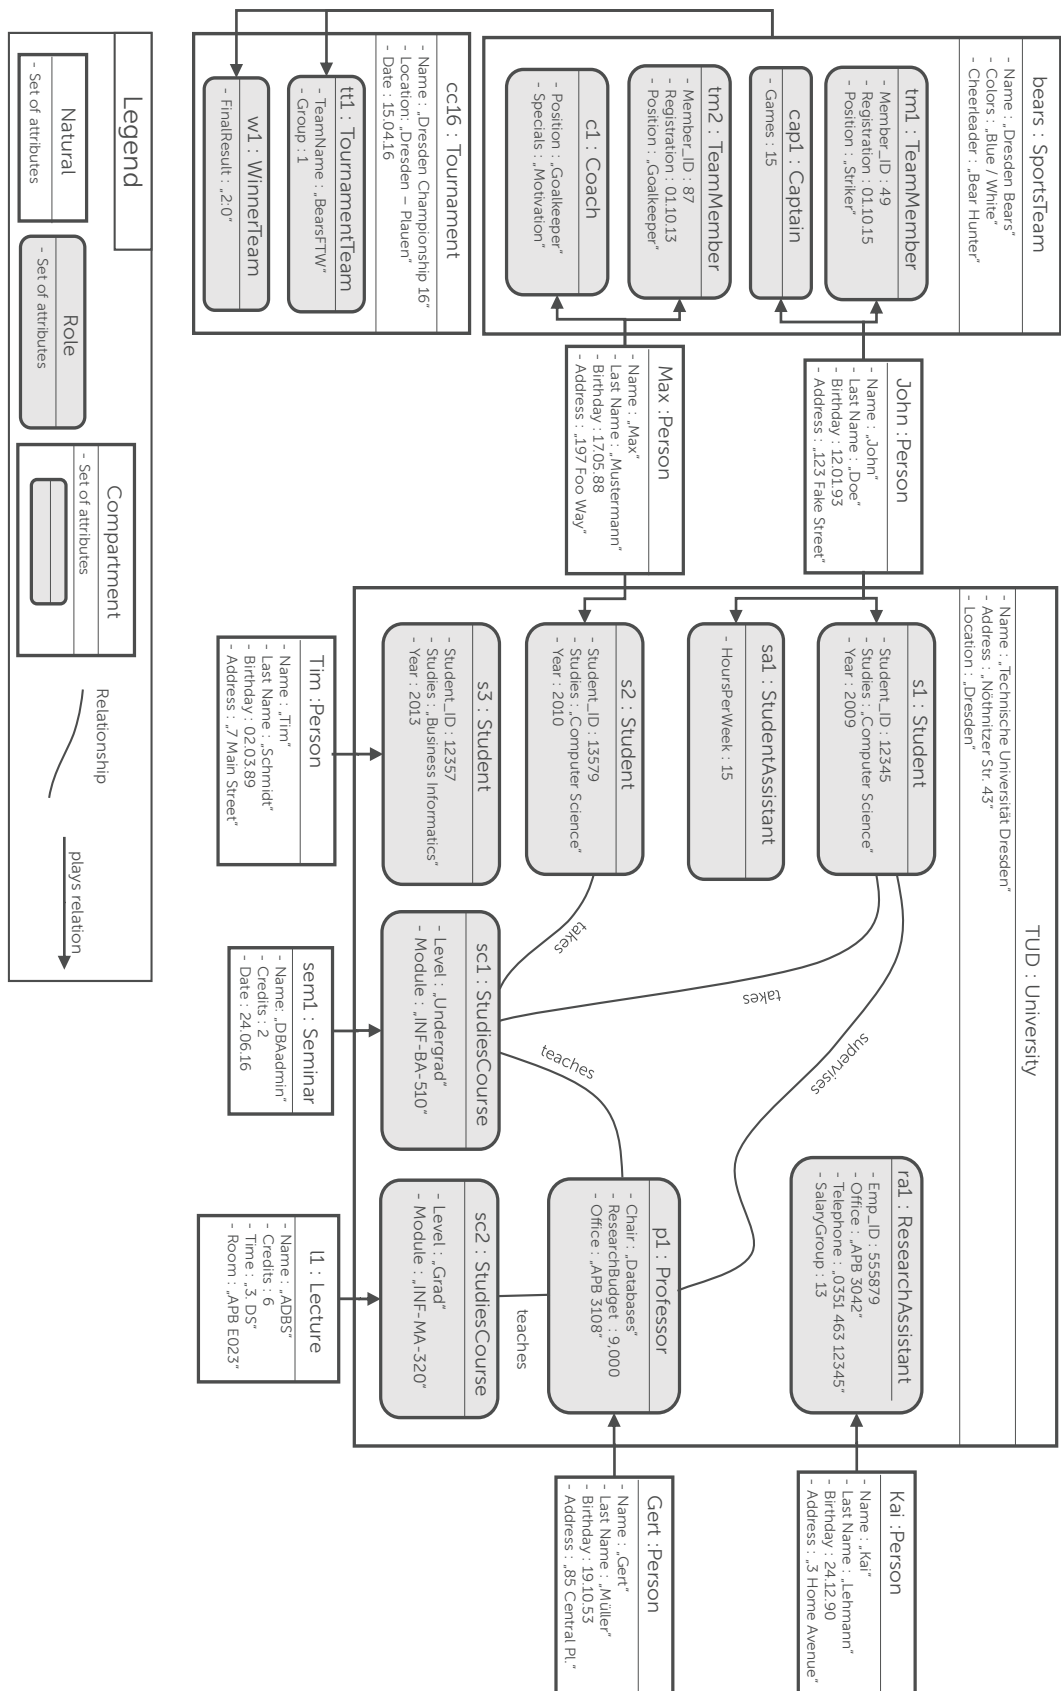 bears : SportsTeam
- Name : „Dresden Bears“
- Colors : „Blue / White“
- Cheerleader : „Bear Hunter“
tm1 : TeamMember
- Member_ID : 49
- Registration : 01.10.15
- Position : „Striker“
cap1 : Captain
- Games : 15
tm2 : TeamMember
- Member_ID : 87
- Registration : 01.10.13
- Position : „Goalkeeper“
c1 : Coach
- Position : „Goalkeeper“
- Specials : „Motivation“
cc16 : Tournament
- Name : „Dresden Championship 16“
- Location: „Dresden – Plauen“
- Date : 15.04.16
tt1 : TournamentTeam
- TeamName : „BearsFTW“
- Group : 1
w1 : WinnerTeam
- FinalResult : „2:0“
John :Person
- Name : „John“
- Last Name : „Doe“
- Birthday : 12.01.93
- Address : „123 Fake Street“
Max :Person
- Name : „Max“
- Last Name : „Mustermann“
- Birthday : 17.05.88
- Address : „197 Foo Way“
TUD : University
- Name : „Technische Universität Dresden“
- Address : „Nöthnitzer Str. 43“
- Location : „Dresden“
s1 : Student
- Student_ID : 12345
- Studies : „Computer Science“
- Year : 2009
sa1 : StudentAssistant
- HoursPerWeek : 15
s2 : Student
- Student_ID : 13579
- Studies : „Computer Science“
- Year : 2010
s3 : Student
- Student_ID : 12357
- Studies : „Business Informatics“
- Year : 2013
takes
takes
teaches
supervises
teaches
sc1 : StudiesCourse
- Level : „Undergrad“
- Module : „INF-BA-510“
ra1 : ResearchAssistant
- Emp_ID : 555879
- Office : „APB 3042“
- Telephone : „0351 463 12345“
- SalaryGroup : 13
p1 : Professor
- Chair : „Databases“
- ResearchBudget : 9,000
- Office : „APB 3108“
sc2 : StudiesCourse
- Level : „Grad“
- Module : „INF-MA-320“
Tim :Person
- Name : „Tim“
- Last Name : „Schmidt“
- Birthday : 02.03.89
- Address : „7 Main Street“
sem1 : Seminar
- Name: „DBAadmin“
- Credits : 2
- Date : 24.06.16
l1 : Lecture
- Name : „ADBS“
- Credits : 6
- Time : „3. DS“
- Room : „APB E023“
Kai :Person
- Name : „Kai“
- Last Name : „Lehmann“
- Birthday : 24.12.90
- Address : „3 Home Avenue“
Gert :Person
- Name : „Gert“
- Last Name : „Müller“
- Birthday : 19.10.53
- Address : „85 Central Pl.“
Legend
Natural
- Set of attributes
Role
- Set of attributes
Compartment
- Set of attributes
Relationship
plays relation